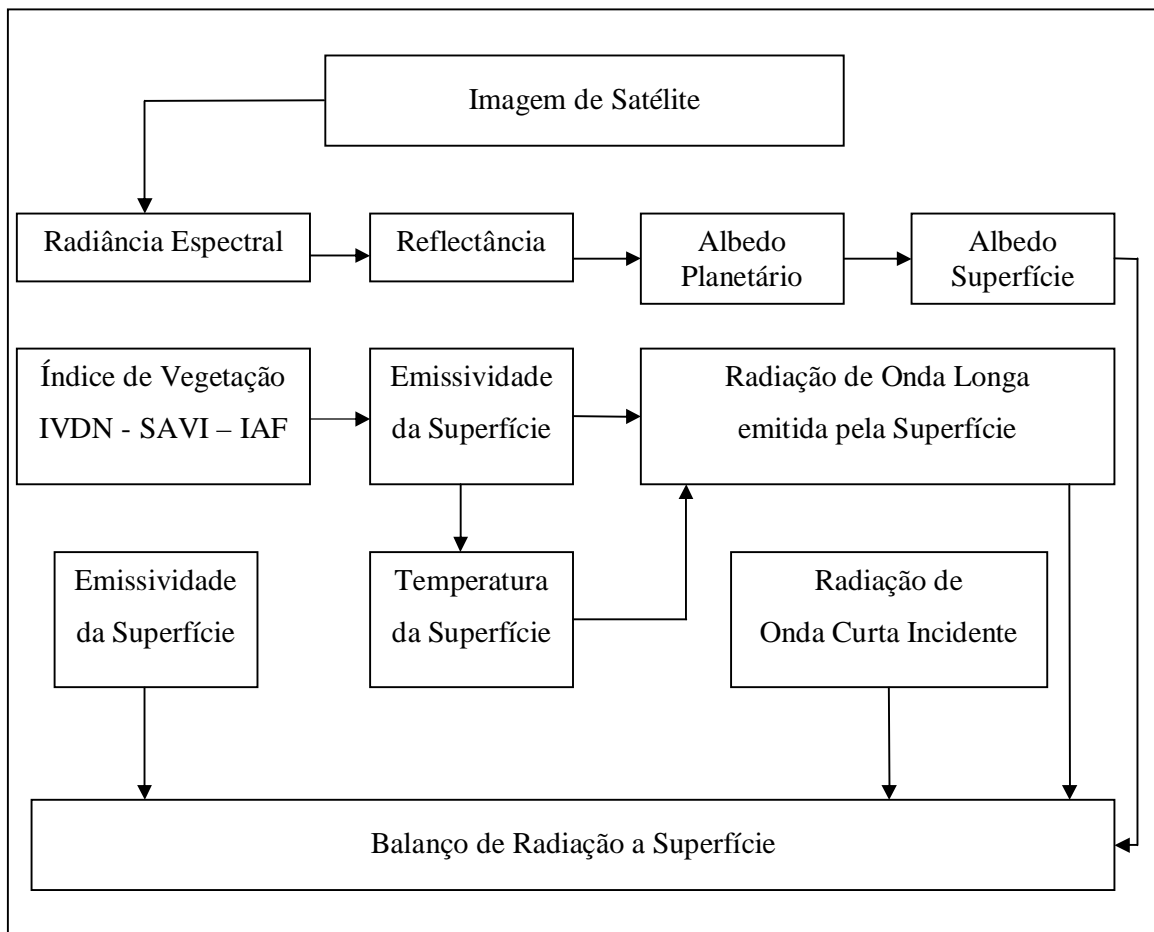 Imagem de Satélite
Radiância Espectral
Reflectância
Albedo
Planetário
Albedo
Superfície
Índice de Vegetação
IVDN - SAVI – IAF
Emissividade
da Superfície
Radiação de Onda Longa
emitida pela Superfície
Emissividade
da Superfície
Temperatura
da Superfície
Radiação de
Onda Curta Incidente
Balanço de Radiação a Superfície